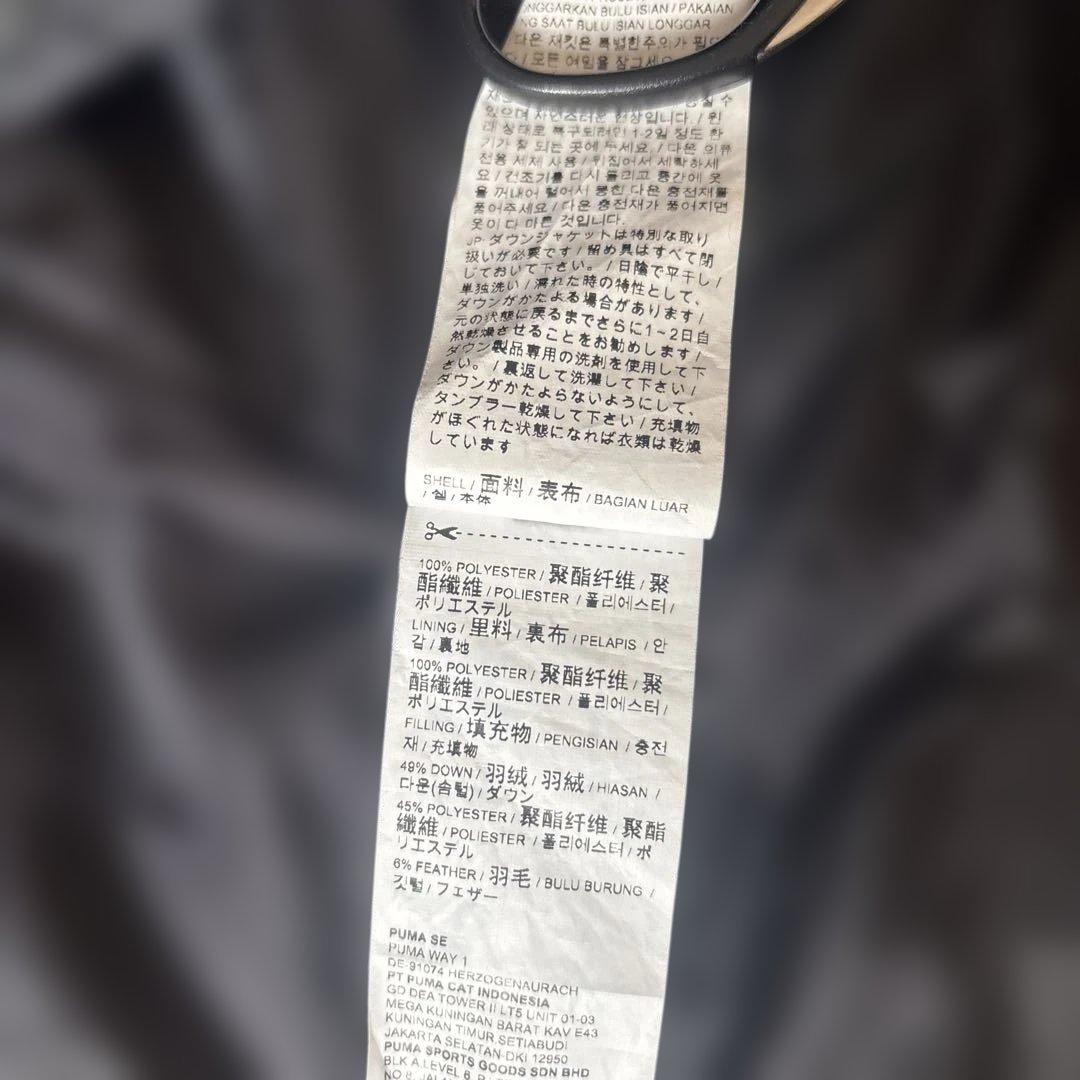 NGGARKAN BULU ISIAN / PAKAIAN
NG SAAT BULU ISIAN LONGGAR
다운 재킷은 특별한주의가 필요
/ 모든 여밈을 잠그세요
있으며 자연스러운 현상입니다. / 원
래 상태로 복구되려면 1-2일 정도 환
기가 잘 되는 곳에 두세요. / 다운 의류
전용 세제 사용 / 뒤집어서 세탁하세
요 / 건조기를 다시 돌리고 중간에 옷
을 꺼내어 털어서 뭉친 다운 충전재를
풀어주세요 / 다운 충전재가 풀어지면
옷이 다 마른 것입니다.
JP: ダウンジャケットは特別な取り
扱いが必要です / 留め具はすべて閉
じておいて下さい。 / 日陰で平干し /
単独洗い / 濡れた時の特性として、
ダウンがかたよる場合があります /
元の状態に戻るまでさらに1~2日自
然乾燥させることをお勧めします /
ダウン製品専用の洗剤を使用して下
さい。 / 裏返して洗濯して下さい /
ダウンがかたよらないようにして、
タンブラー乾燥して下さい / 充填物
がほぐれた状態になれば衣類は乾燥
しています
SHELL / 面料 / 表布 / BAGIAN LUAR
/ 쉘 / 本体
100% POLYESTER / 聚酯纤维 / 聚
酯纖維 / POLIESTER / 폴리에스터 /
ポリエステル
LINING / 里料 / 裏布 / PELAPIS / 안
감 / 裏地
100% POLYESTER / 聚酯纤维 / 聚
酯纖維 / POLIESTER / 폴리에스터 /
ポリエステル
FILLING / 填充物 / PENGISIAN / 충전
재 / 充填物
49% DOWN / 羽绒 / 羽絨 / HIASAN /
다운(솜털) / ダウン
45% POLYESTER / 聚酯纤维 / 聚酯
纖維 / POLIESTER / 폴리에스터 / ポ
リエステル
6% FEATHER / 羽毛 / BULU BURUNG /
깃털 / フェザー
PUMA SE
PUMA WAY 1
DE-91074 HERZOGENAURACH
PT PUMA CAT INDONESIA
GD DEA TOWER II LT5 UNIT 01-03
MEGA KUNINGAN BARAT KAV E43
KUNINGAN TIMUR,SETIABUDI
JAKARTA SELATAN-DKI 12950
PUMA SPORTS GOODS SDN BHD
BLK A,LEVEL 6,
NO 8,